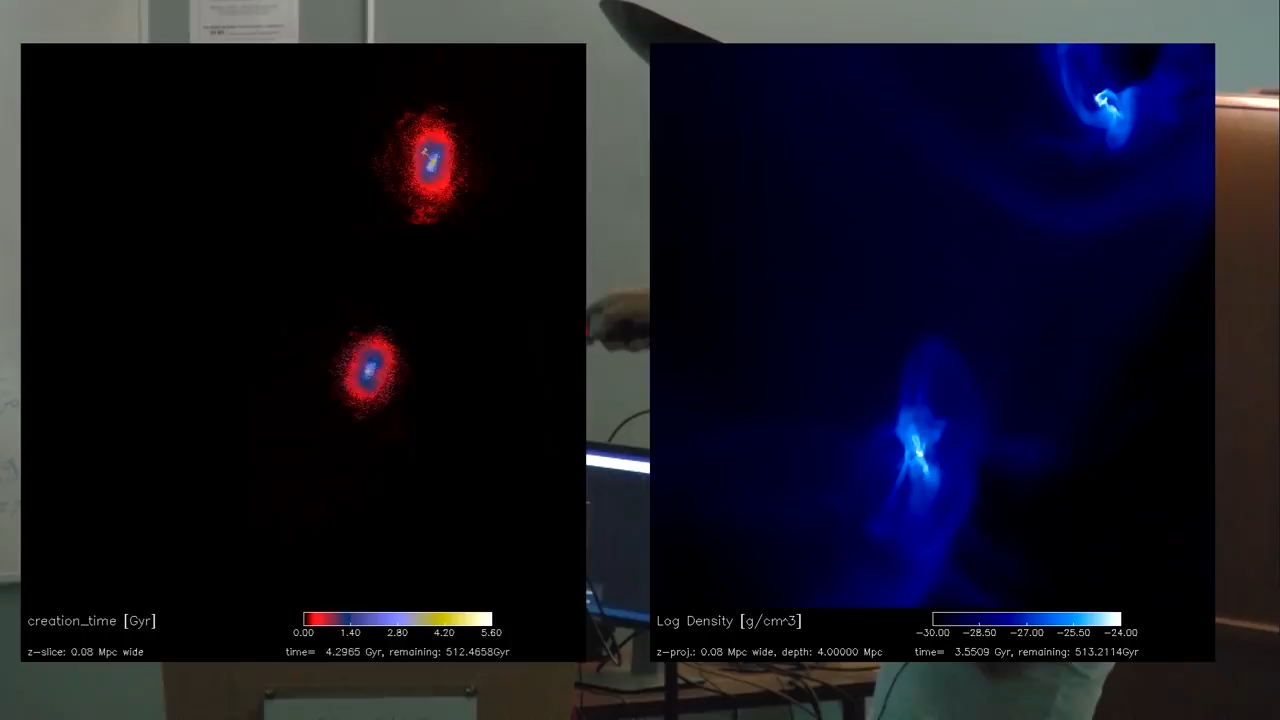 creation_time [Gyr]
0.00 1.40 2.80 4.20 5.60
z-slice: 0.08 Mpc wide
time= 4.2965 Gyr, remaining: 512.4658Gyr
Log Density [g/cm^3]
-30.00 -28.50 -27.00 -25.50 -24.00
z-proj.: 0.08 Mpc wide, depth: 4.00000 Mpc
time= 3.5509 Gyr, remaining: 513.2114Gyr